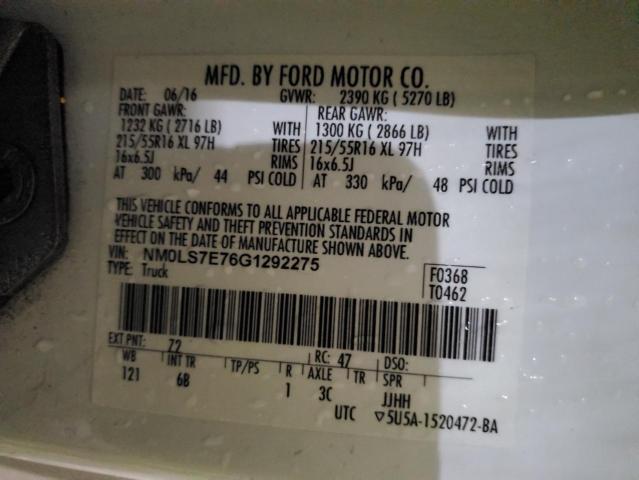 MFD. BY FORD MOTOR CO.
DATE: 06/16 GVWR: 2390 KG ( 5270 LB)
FRONT GAWR: REAR GAWR:
1232 KG ( 2716 LB) WITH 1300 KG ( 2866 LB) WITH
215/55R16 XL 97H TIRES 215/55R16 XL 97H TIRES
16x6.5J RIMS 16x6.5J RIMS
AT 300 kPa/ 44 PSI COLD AT 330 kPa/ 48 PSI COLD
THIS VEHICLE CONFORMS TO ALL APPLICABLE FEDERAL MOTOR
VEHICLE SAFETY AND THEFT PREVENTION STANDARDS IN
EFFECT ON THE DATE OF MANUFACTURE SHOWN ABOVE.
VIN: NM0LS7E76G1292275
TYPE: Truck
F0368
T0462
EXT PNT: Z2 RC: 47 DSO:
WB INT TR TP/PS R AXLE TR SPR
121 6B 1 3C JJHH
UTC ▽5U5A-1520472-BA